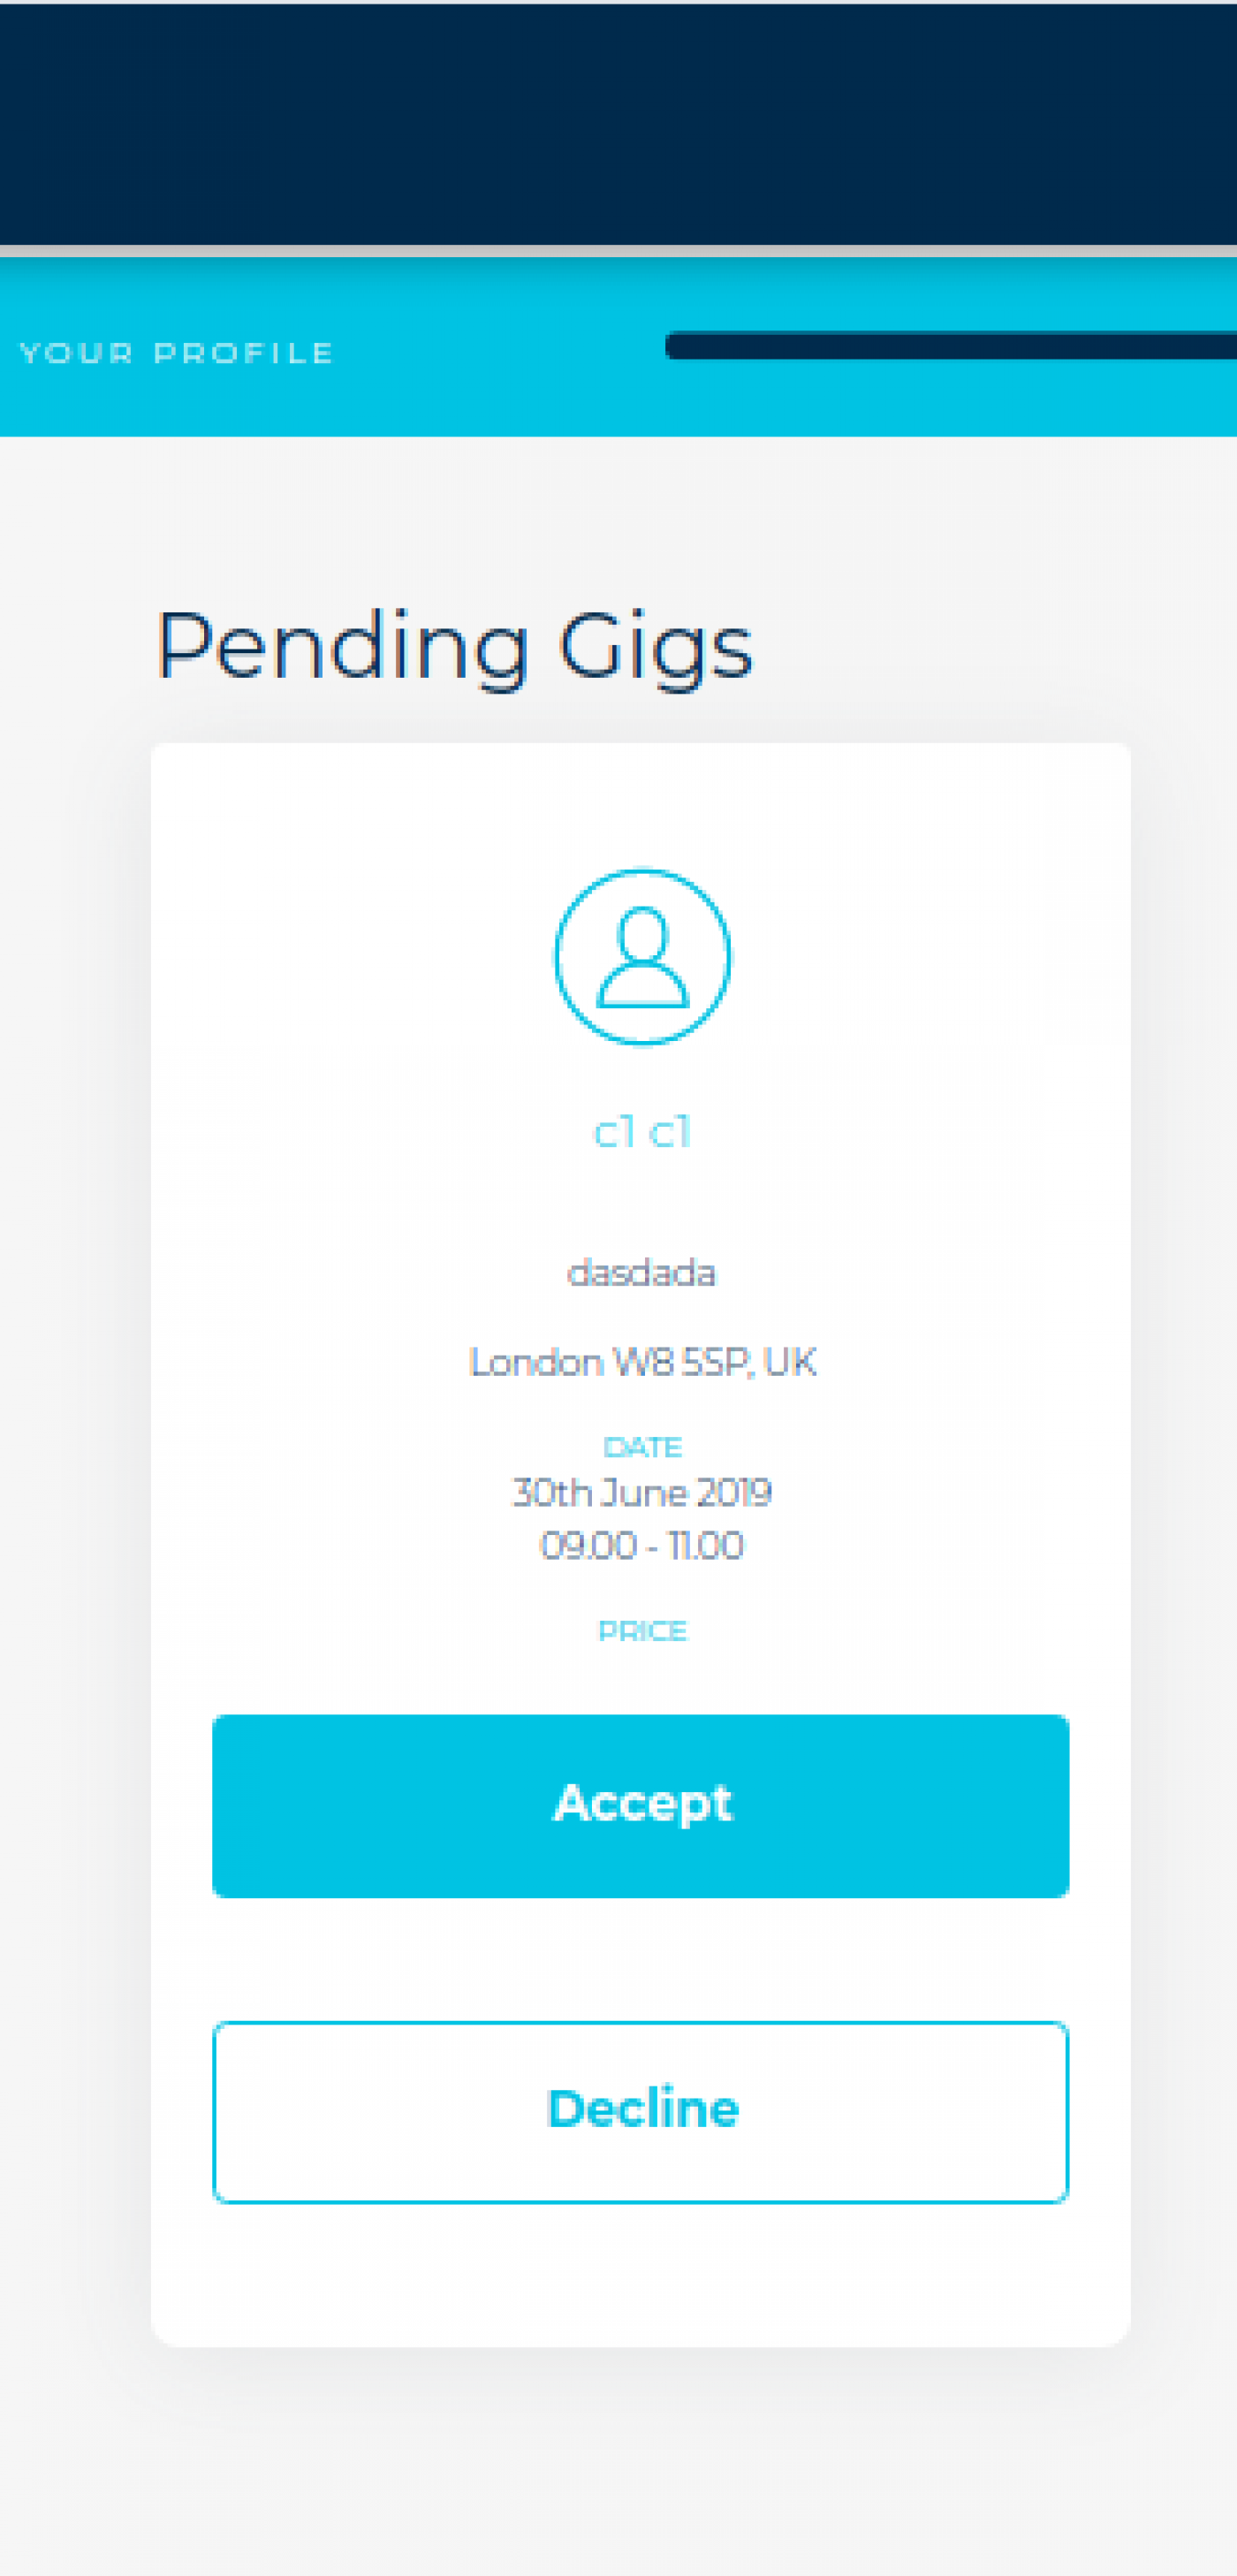 YOUR PROFILE
Pending Gigs
c1 c1
dasdada
London W8 5SP, UK
DATE
30th June 2019
09.00 - 11.00
PRICE
Accept
Decline